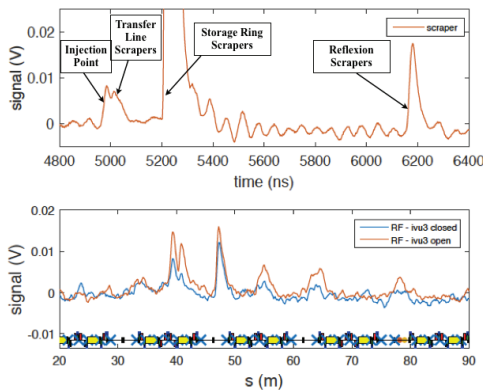 0.02
0.01
0
signal (V)
Injection
Point
Transfer
Line
Scrapers
Storage Ring
Scrapers
Reflexion
Scrapers
scraper
4800 5000 5200 5400 5600 5800 6000 6200 6400
time (ns)
0.02
0.01
0
-0.01
signal (V)
RF - ivu3 closed
RF - ivu3 open
20 30 40 50 60 70 80 90
s (m)